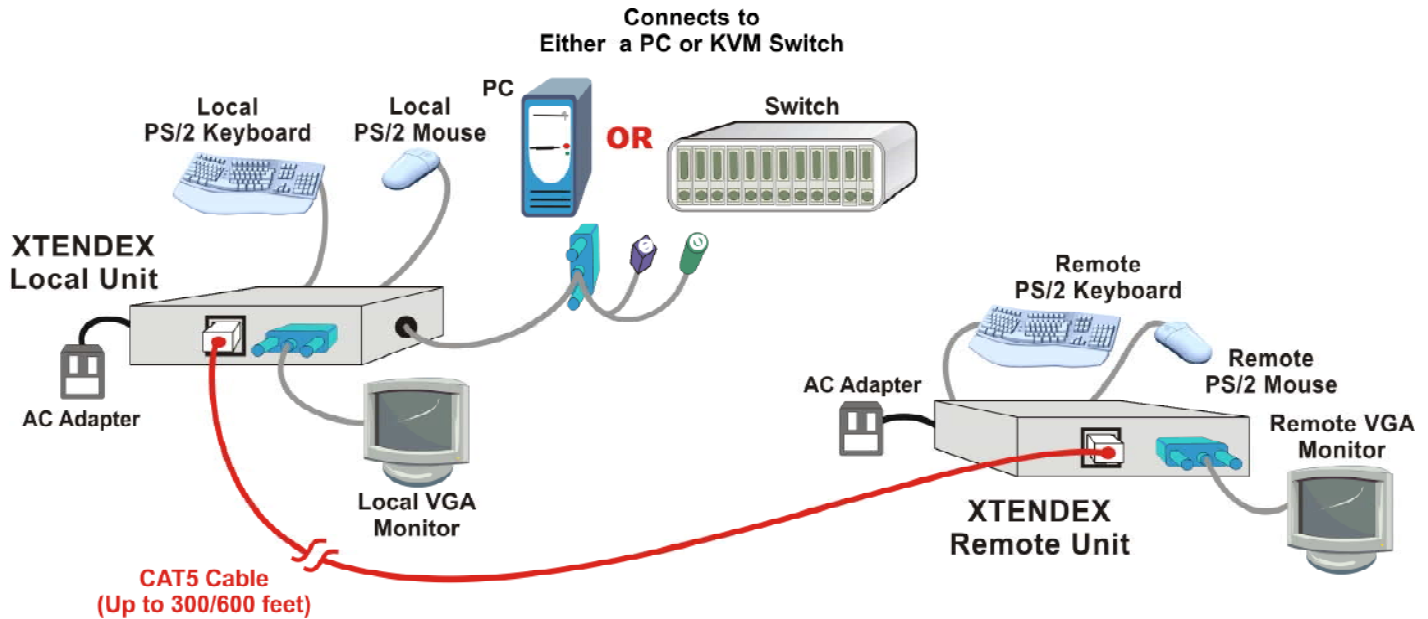 Connects to
Either a PC or KVM Switch
PC
OR
Switch
Local
PS/2 Keyboard
Local
PS/2 Mouse
XTENDEX
Local Unit
AC Adapter
Local VGA
Monitor
CAT5 Cable
(Up to 300/600 feet)
Remote
PS/2 Keyboard
Remote
PS/2 Mouse
AC Adapter
Remote VGA
Monitor
XTENDEX
Remote Unit